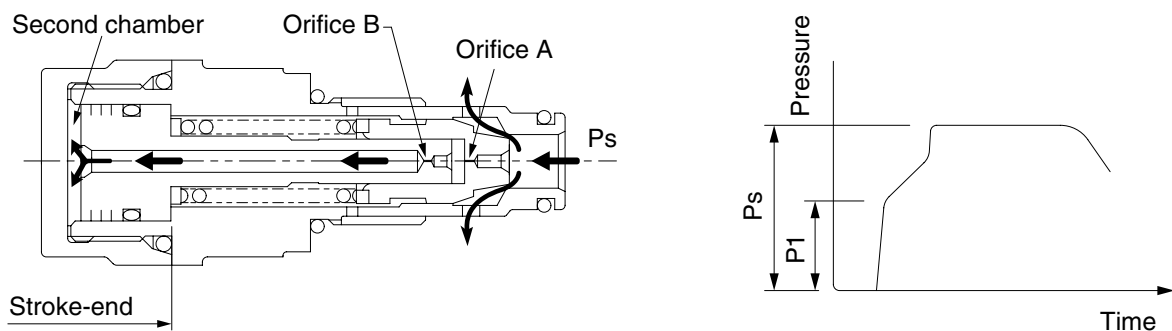 Second chamber
Orifice B
Orifice A
Ps
Stroke-end
Pressure
Ps
P1
Time